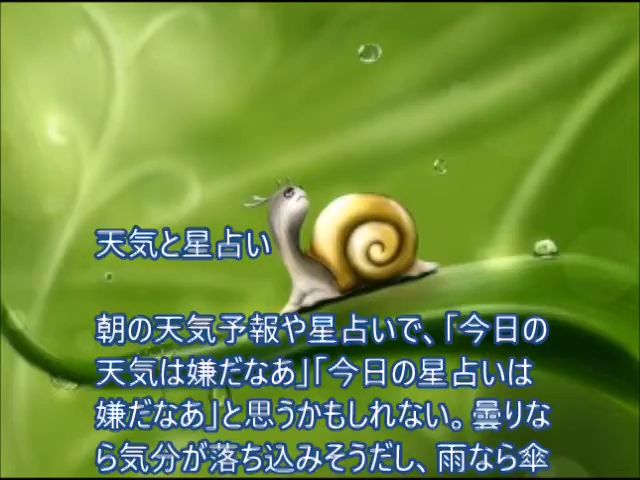 天気と星占い
朝の天気予報や星占いで、「今日の
天気は嫌だなあ」「今日の星占いは
嫌だなあ」と思うかもしれない。曇りな
ら気分が落ち込みそうだし、雨なら傘